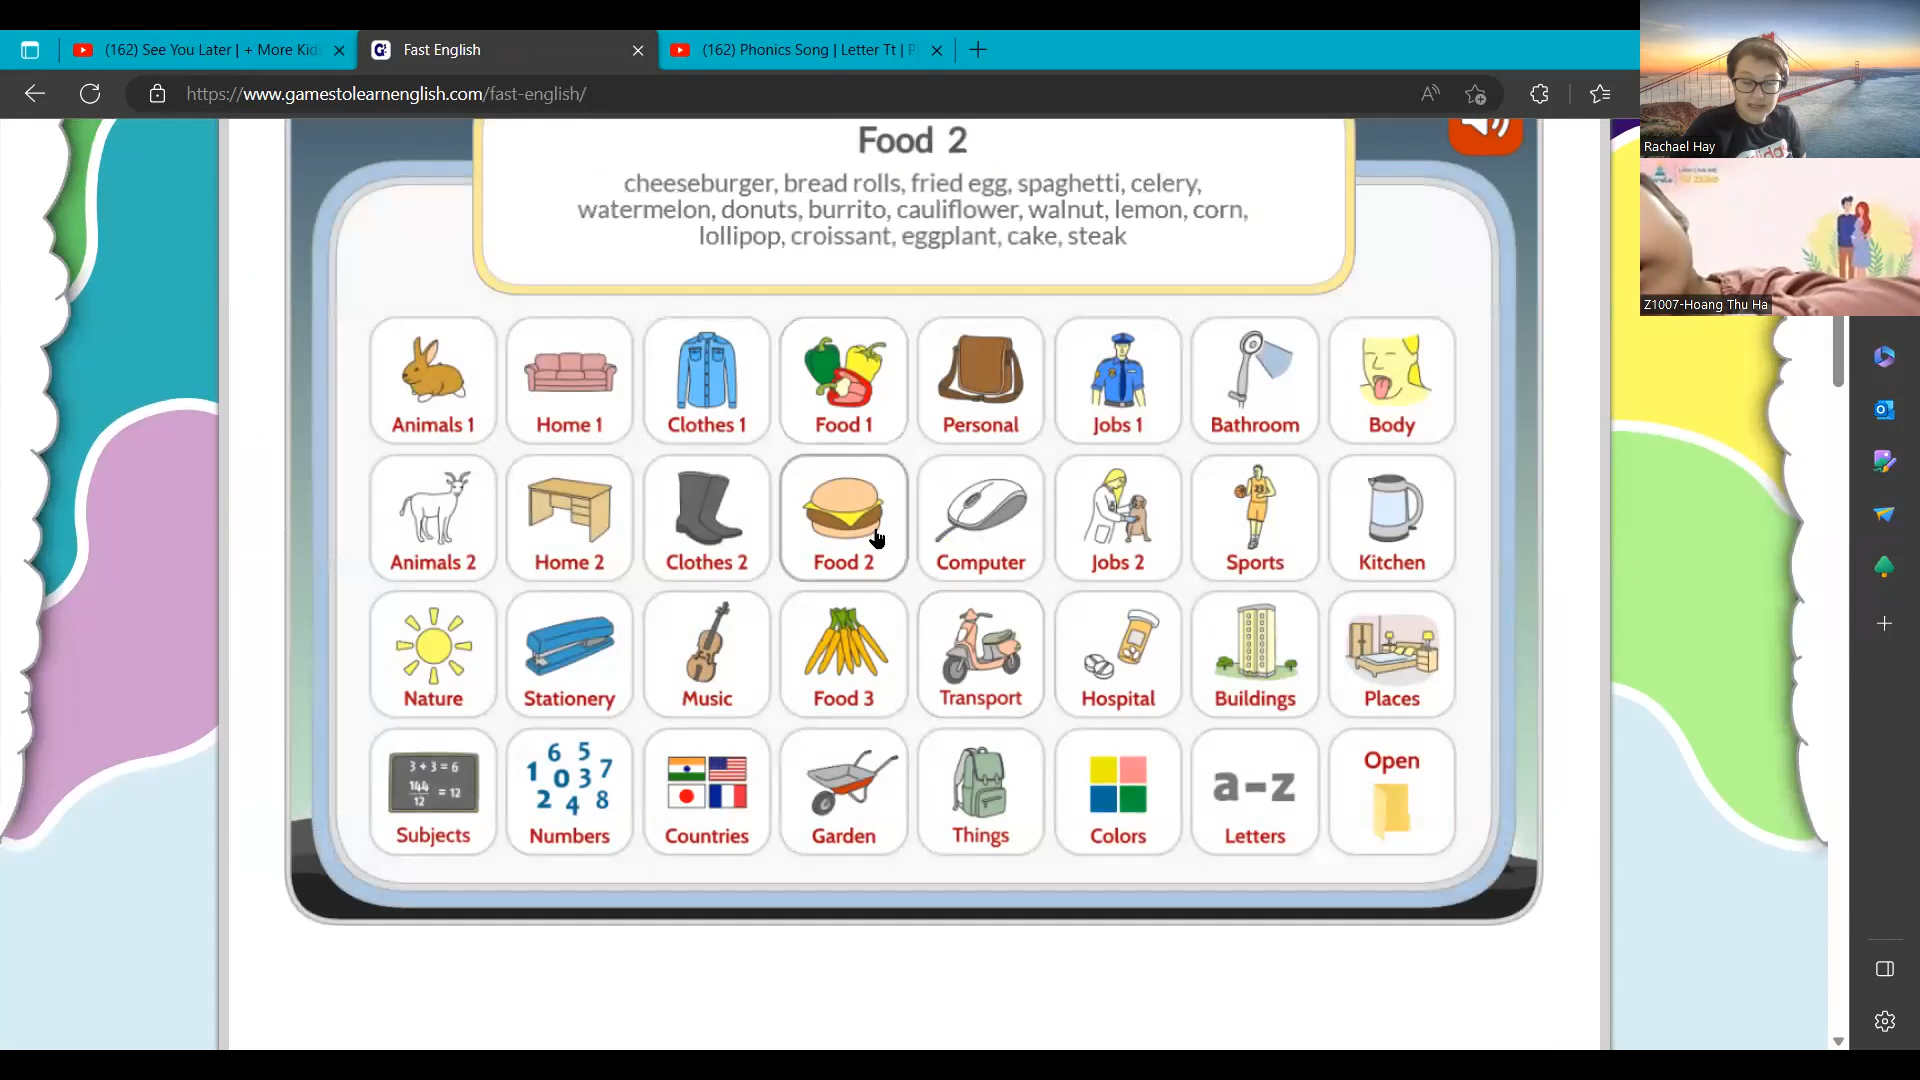 (162) See You Later | + More Kid
Fast English
(162) Phonics Song | Letter Tt | P
https://www.gamestolearnenglish.com/fast-english/
Rachael Hay
Z1007-Hoang Thu Ha
Food 2
cheeseburger, bread rolls, fried egg, spaghetti, celery,
watermelon, donuts, burrito, cauliflower, walnut, lemon, corn,
lollipop, croissant, eggplant, cake, steak
Animals 1
Home 1
Clothes 1
Food 1
Personal
Jobs 1
Bathroom
Body
Animals 2
Home 2
Clothes 2
Food 2
Computer
Jobs 2
Sports
Kitchen
Nature
Stationery
Music
Food 3
Transport
Hospital
Buildings
Places
3 + 3 = 6
144
12
= 12
Subjects
6 5
1 0 3 7
2 4 8
Numbers
Countries
Garden
Things
Colors
a-z
Letters
Open